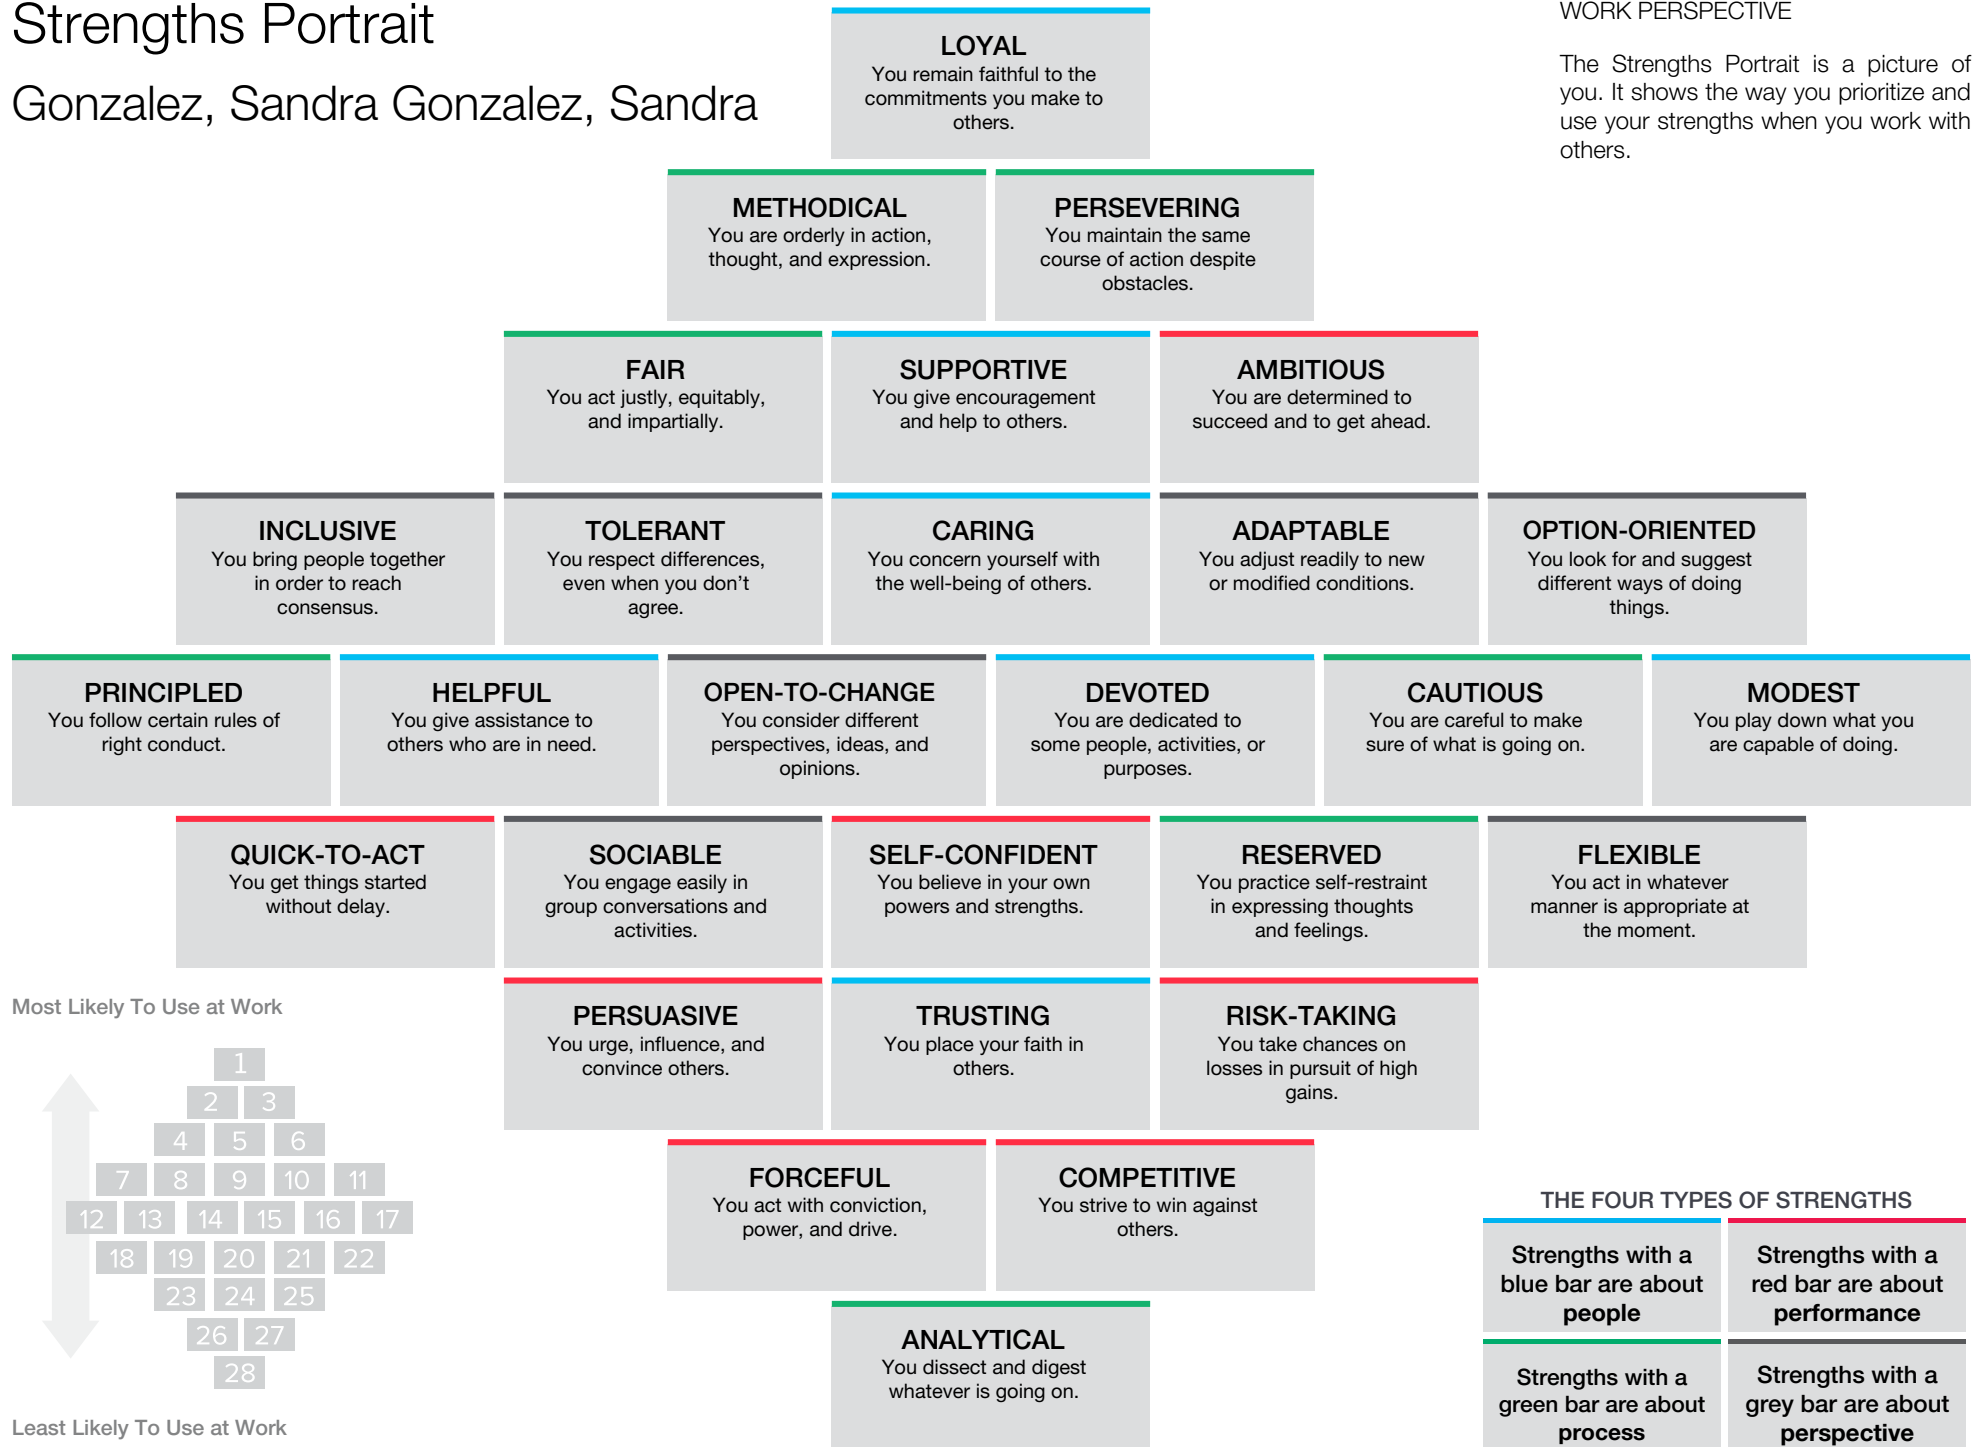 Strengths Portrait
Gonzalez, Sandra Gonzalez, Sandra
WORK PERSPECTIVE
The Strengths Portrait is a picture of
you. It shows the way you prioritize and
use your strengths when you work with
others.
LOYAL
You remain faithful to the
commitments you make to
others.
METHODICAL
You are orderly in action,
thought, and expression.
PERSEVERING
You maintain the same
course of action despite
obstacles.
FAIR
You act justly, equitably,
and impartially.
SUPPORTIVE
You give encouragement
and help to others.
AMBITIOUS
You are determined to
succeed and to get ahead.
INCLUSIVE
You bring people together
in order to reach
consensus.
TOLERANT
You respect differences,
even when you don’t
agree.
CARING
You concern yourself with
the well-being of others.
ADAPTABLE
You adjust readily to new
or modified conditions.
OPTION-ORIENTED
You look for and suggest
different ways of doing
things.
PRINCIPLED
You follow certain rules of
right conduct.
HELPFUL
You give assistance to
others who are in need.
OPEN-TO-CHANGE
You consider different
perspectives, ideas, and
opinions.
DEVOTED
You are dedicated to
some people, activities, or
purposes.
CAUTIOUS
You are careful to make
sure of what is going on.
MODEST
You play down what you
are capable of doing.
QUICK-TO-ACT
You get things started
without delay.
SOCIABLE
You engage easily in
group conversations and
activities.
SELF-CONFIDENT
You believe in your own
powers and strengths.
RESERVED
You practice self-restraint
in expressing thoughts
and feelings.
FLEXIBLE
You act in whatever
manner is appropriate at
the moment.
PERSUASIVE
You urge, influence, and
convince others.
TRUSTING
You place your faith in
others.
RISK-TAKING
You take chances on
losses in pursuit of high
gains.
FORCEFUL
You act with conviction,
power, and drive.
COMPETITIVE
You strive to win against
others.
ANALYTICAL
You dissect and digest
whatever is going on.
Most Likely To Use at Work
1
2 3
4 5 6
7 8 9 10 11
12 13 14 15 16 17
18 19 20 21 22
23 24 25
26 27
28
Least Likely To Use at Work
THE FOUR TYPES OF STRENGTHS
Strengths with a
blue bar are about
people
Strengths with a
red bar are about
performance
Strengths with a
green bar are about
process
Strengths with a
grey bar are about
perspective